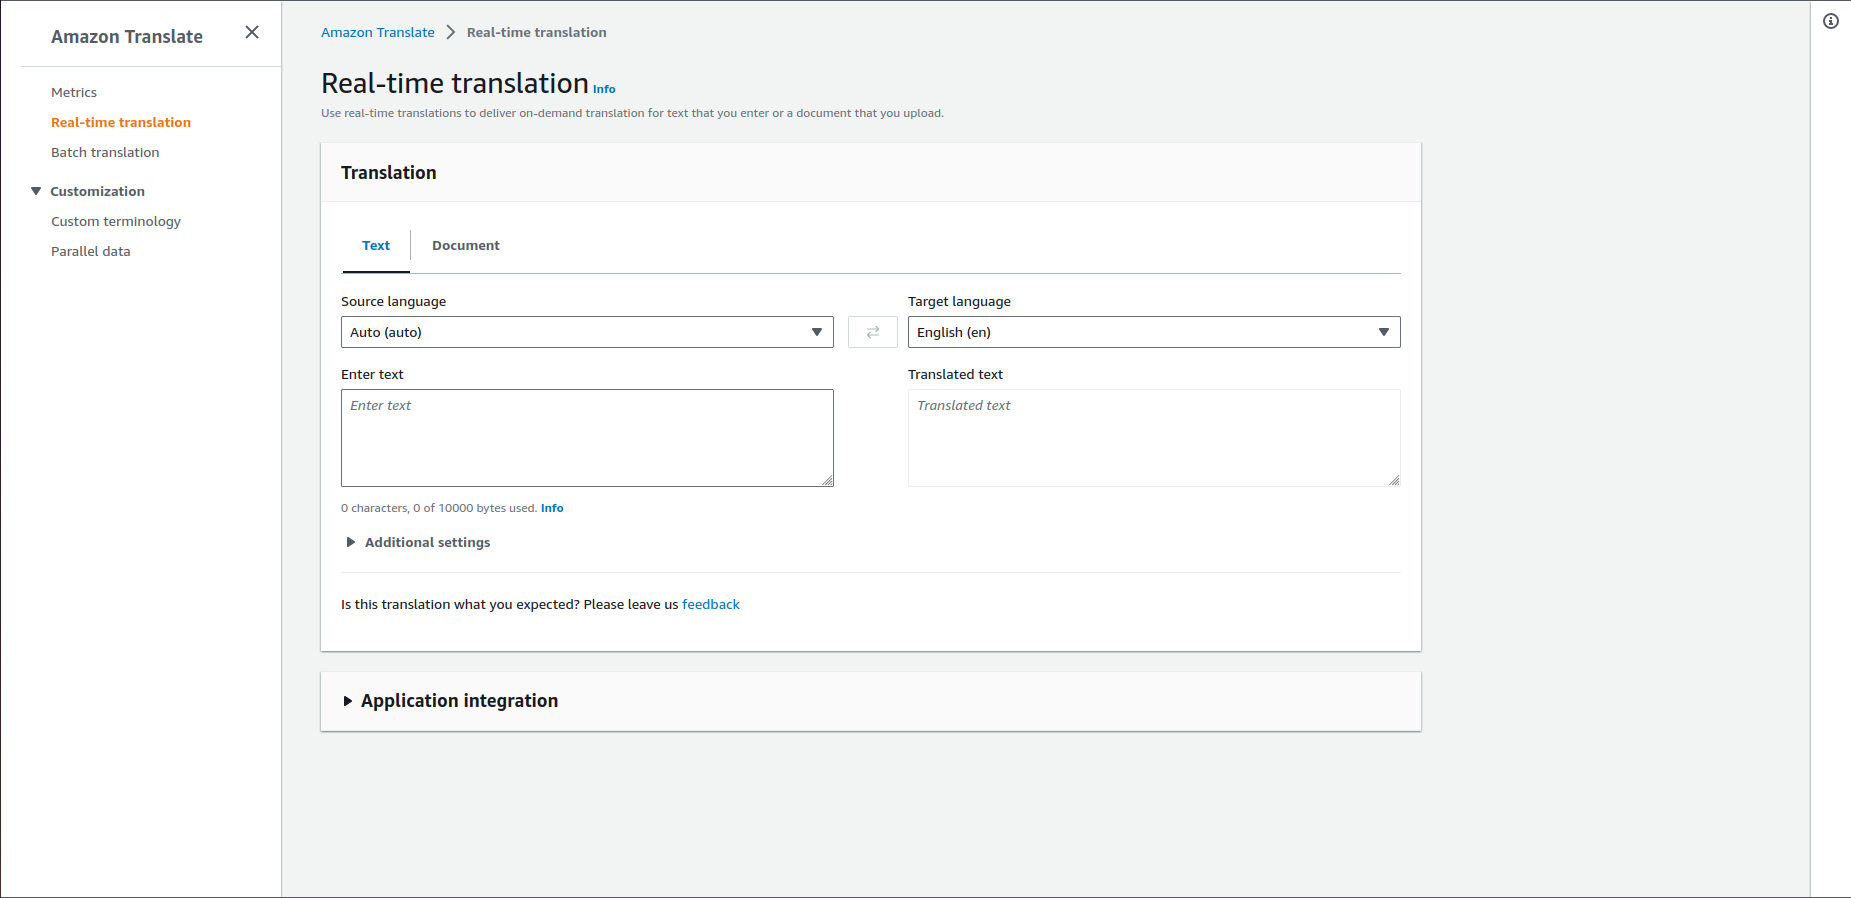 Amazon Translate
Metrics
Real-time translation
Batch translation
Customization
Custom terminology
Parallel data
Amazon Translate Real-time translation
Real-time translation Info
Use real-time translations to deliver on-demand translation for text that you enter or a document that you upload.
Translation
Text Document
Source language
Auto (auto)
Target language
English (en)
Enter text
Enter text
Translated text
Translated text
0 characters, 0 of 10000 bytes used. Info
Additional settings
Is this translation what you expected? Please leave us feedback
Application integration